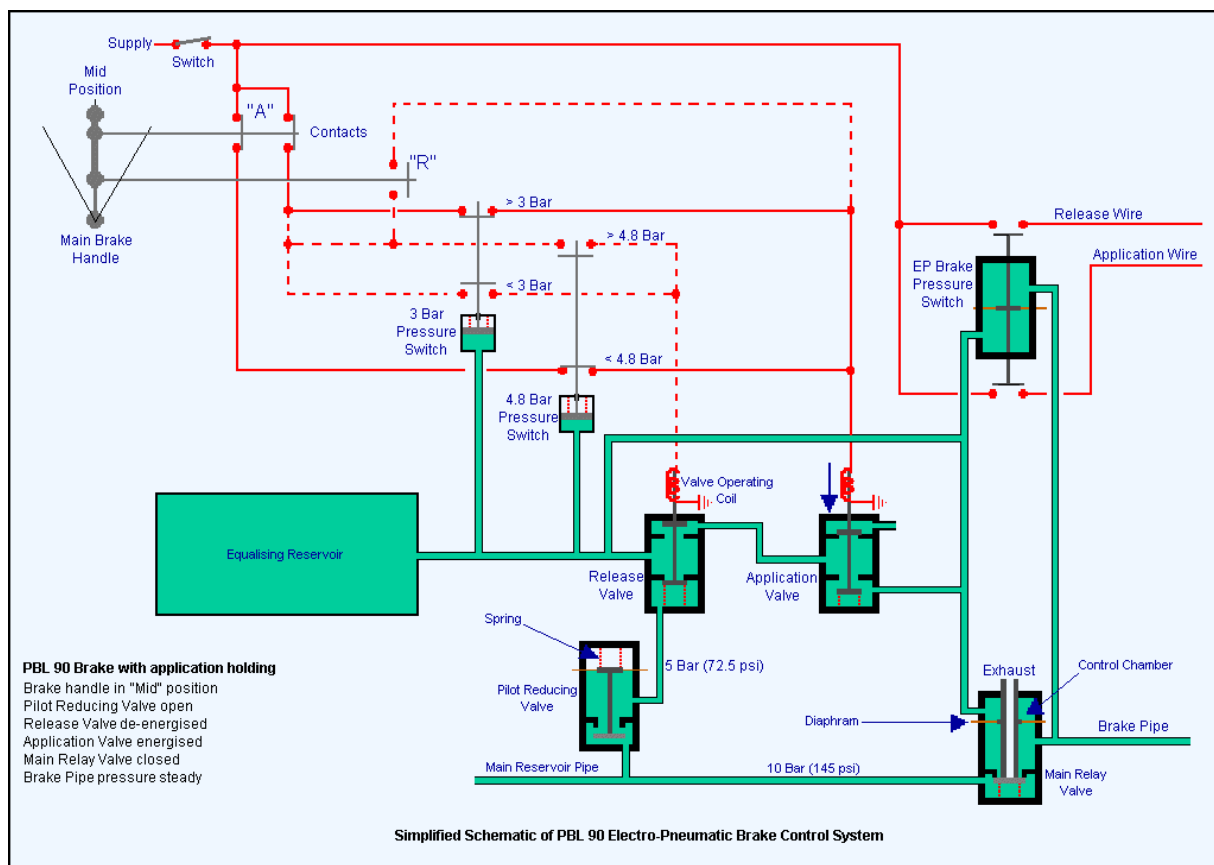 Supply
Switch
Mid
Position
"A"
Contacts
"R"
Main Brake
Handle
> 3 Bar
> 4.8 Bar
< 3 Bar
3 Bar
Pressure
Switch
< 4.8 Bar
4.8 Bar
Pressure
Switch
Release Wire
Application Wire
EP Brake
Pressure
Switch
Valve Operating
Coil
Equalising Reservoir
Release
Valve
Application
Valve
Spring
5 Bar (72.5 psi)
Pilot Reducing
Valve
Exhaust
Control Chamber
Diaphram
Brake Pipe
Main Reservoir Pipe
10 Bar (145 psi)
Main Relay
Valve
PBL 90 Brake with application holding
Brake handle in "Mid" position
Pilot Reducing Valve open
Release Valve de-energised
Application Valve energised
Main Relay Valve closed
Brake Pipe pressure steady
Simplified Schematic of PBL 90 Electro-Pneumatic Brake Control System